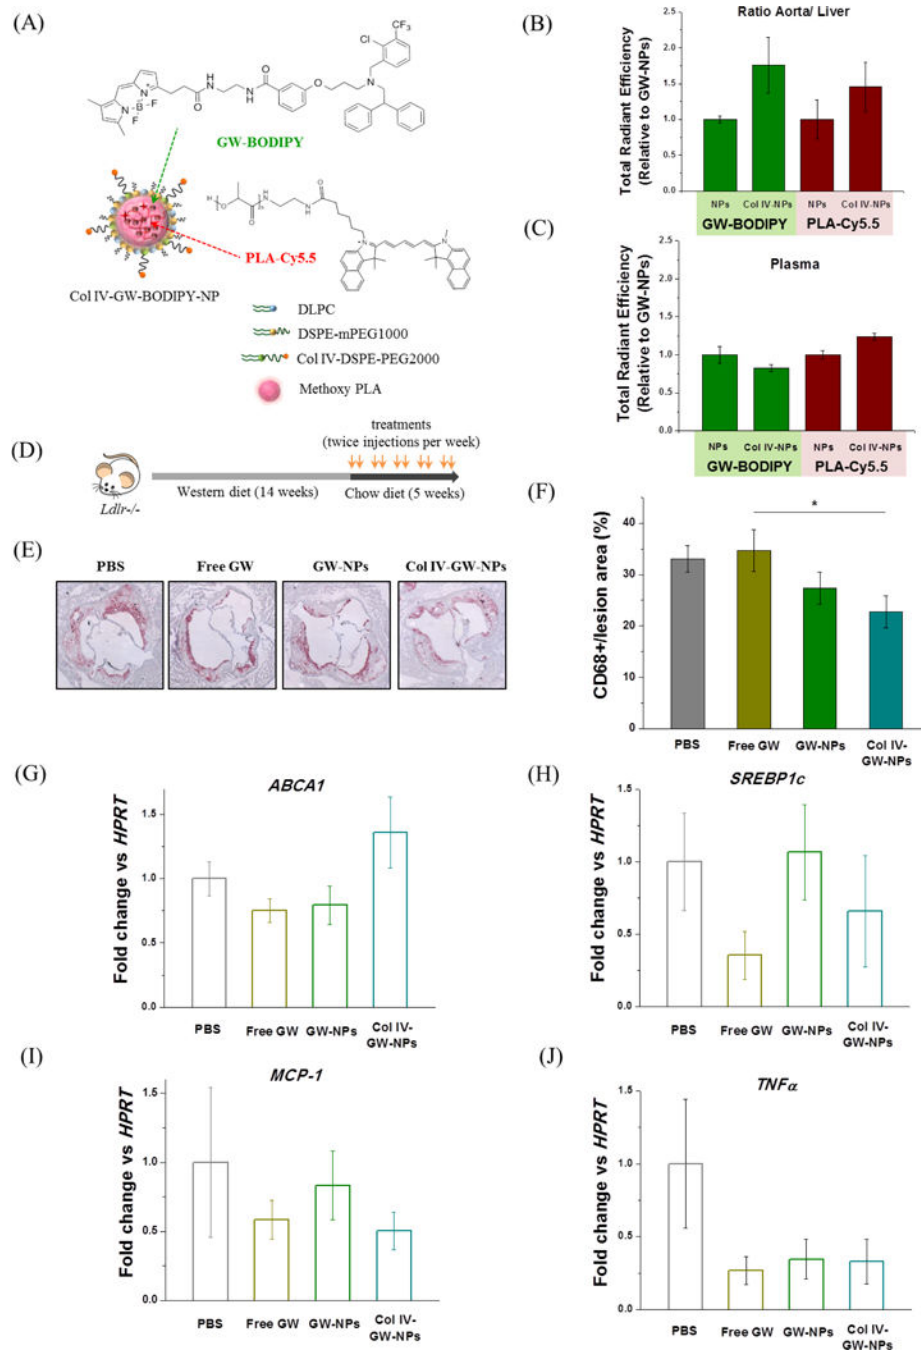 (A)
Cl
CF3
H
N
O
N
H
O
O
N
N
N
B
F
F
GW-BODIPY
H
O
O
H
N
N
H
O
PLA-Cy5.5
N
N
Col IV-GW-BODIPY-NP
DLPC
DSPE-mPEG1000
Col IV-DSPE-PEG2000
Methoxy PLA
(B)
Ratio Aorta/ Liver
Total Radiant Efficiency
(Relative to GW-NPs)
2.5
2.0
1.5
1.0
0.5
0.0
NPs
Col IV-NPs
NPs
Col IV-NPs
GW-BODIPY
PLA-Cy5.5
(C)
Plasma
Total Radiant Efficiency
(Relative to GW-NPs)
2.5
2.0
1.5
1.0
0.5
0.0
NPs
Col IV-NPs
NPs
Col IV-NPs
GW-BODIPY
PLA-Cy5.5
(D)
treatments
(twice injections per week)
Western diet (14 weeks)
Chow diet (5 weeks)
Ldlr-/-
(E)
PBS
Free GW
GW-NPs
Col IV-GW-NPs
(F)
*
CD68+/lesion area (%)
40
30
20
10
0
PBS
Free GW
GW-NPs
Col IV-
GW-NPs
(G)
ABCA1
Fold change vs HPRT
1.5
1.0
0.5
0.0
PBS
Free GW
GW-NPs
Col IV-
GW-NPs
(H)
SREBP1c
Fold change vs HPRT
1.5
1.0
0.5
0.0
PBS
Free GW
GW-NPs
Col IV-
GW-NPs
(I)
MCP-1
Fold change vs HPRT
1.5
1.0
0.5
0.0
PBS
Free GW
GW-NPs
Col IV-
GW-NPs
(J)
TNFα
Fold change vs HPRT
1.5
1.0
0.5
0.0
PBS
Free GW
GW-NPs
Col IV-
GW-NPs